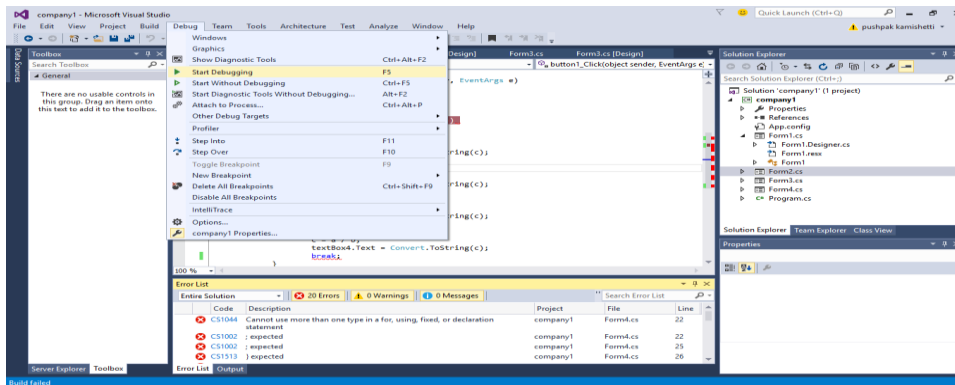 company1 - Microsoft Visual Studio
Quick Launch (Ctrl+Q)
File Edit View Project Build Debug Team Tools Architecture Test Analyze Window Help
pushpak kamishetti
Data Sources
Toolbox
Search Toolbox
General
There are no usable controls in
this group. Drag an item onto
this text to add it to the toolbox.
Windows
Graphics
Show Diagnostic Tools Ctrl+Alt+F2
Start Debugging F5
Start Without Debugging Ctrl+F5
Start Diagnostic Tools Without Debugging... Alt+F2
Attach to Process... Ctrl+Alt+P
Other Debug Targets
Profiler
Step Into F11
Step Over F10
Toggle Breakpoint F9
New Breakpoint
Delete All Breakpoints Ctrl+Shift+F9
Disable All Breakpoints
IntelliTrace
Options...
company1 Properties...
Design] Form3.cs Form3.cs [Design]
button1_Click(object sender, EventArgs e)
, EventArgs e)
ring(c);
ring(c);
ring(c);
textBox4.Text = Convert.ToString(c);
break;
}
100 %
Solution Explorer
Search Solution Explorer (Ctrl+;)
Solution 'company1' (1 project)
company1
Properties
References
App.config
Form1.cs
Form1.Designer.cs
Form1.resx
Form1
Form2.cs
Form3.cs
Form4.cs
Program.cs
Solution Explorer Team Explorer Class View
Properties
Error List
Entire Solution 20 Errors 0 Warnings 0 Messages Search Error List
Code Description Project File Line
CS1044 Cannot use more than one type in a for, using, fixed, or declaration statement company1 Form4.cs 22
CS1002 ; expected company1 Form4.cs 22
CS1002 ; expected company1 Form4.cs 25
CS1513 } expected company1 Form4.cs 26
Server Explorer Toolbox
Error List Output
Build failed